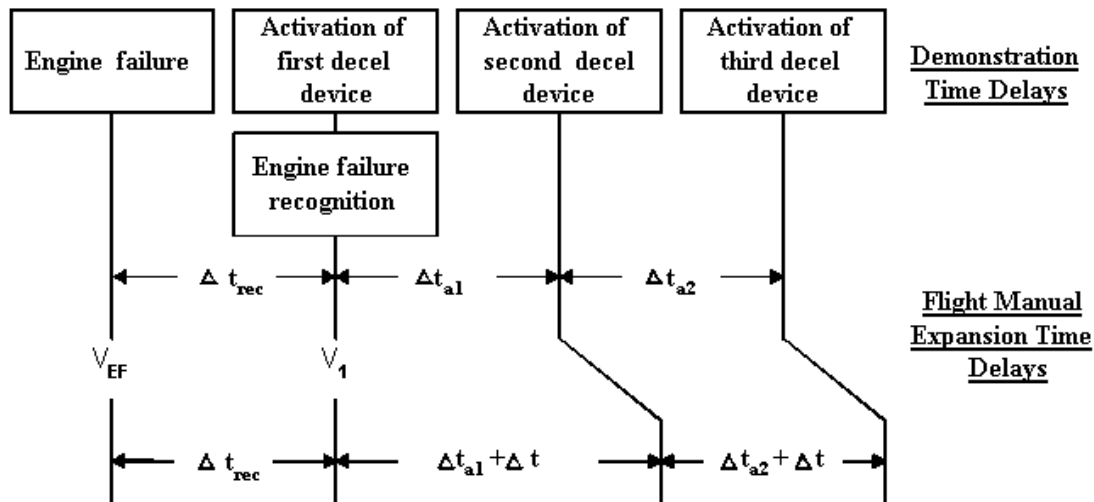 Engine failure
Activation of
first decel
device
Activation of
second decel
device
Activation of
third decel
device
Demonstration
Time Delays
Engine failure
recognition
Δ t_rec
Δt_a1
Δt_a2
Flight Manual
Expansion Time
Delays
V_EF
V_1
Δ t_rec
Δt_a1 + Δ t
Δt_a2 + Δt